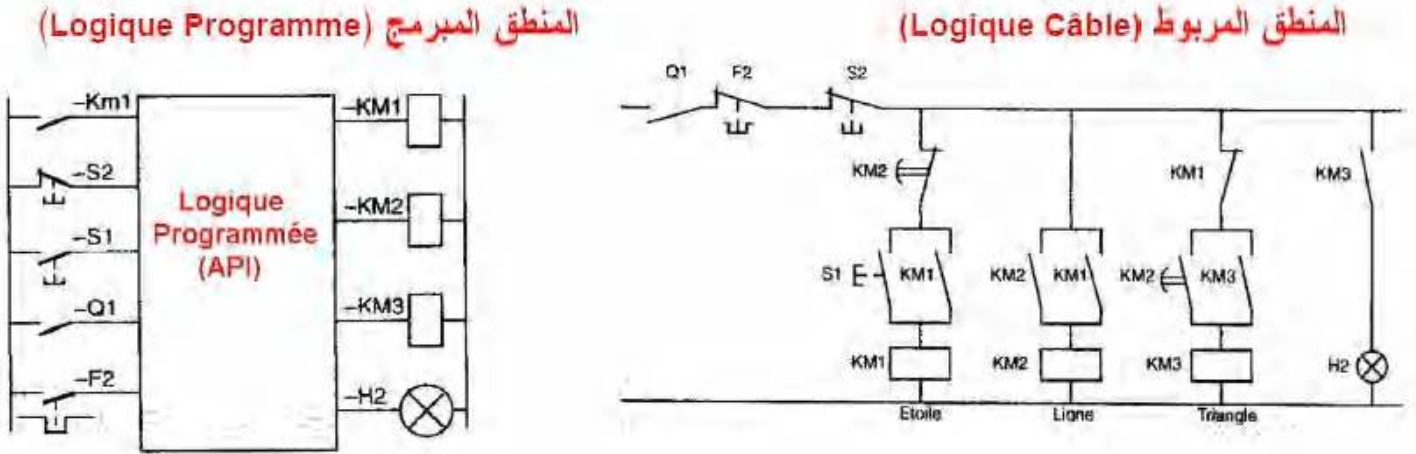 المنطق المبرمج (Logique Programme)
-Km1
-S2
-S1
-Q1
-F2
Logique
Programmée
(API)
-KM1
-KM2
-KM3
-H2
المنطق المربوط (Logique Câble)
Q1 F2 S2
KM2 KM1 KM3
S1 KM1 KM2 KM1 KM2 KM3
KM1 KM2 KM3 H2
Etoile Ligne Triangle